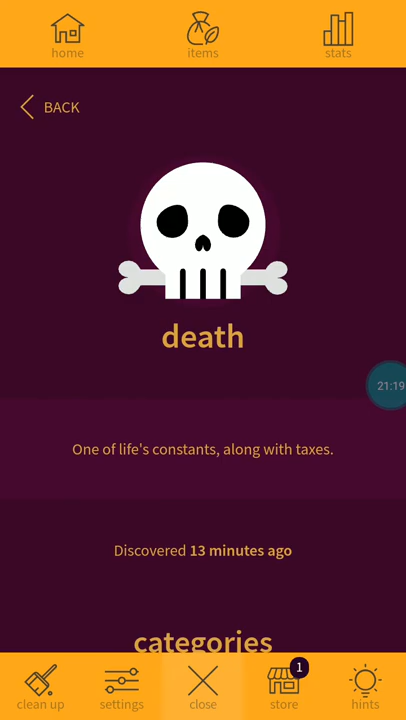 home
items
stats
BACK
death
21:19
One of life's constants, along with taxes.
Discovered 13 minutes ago
categories
1
clean up
settings
close
store
hints